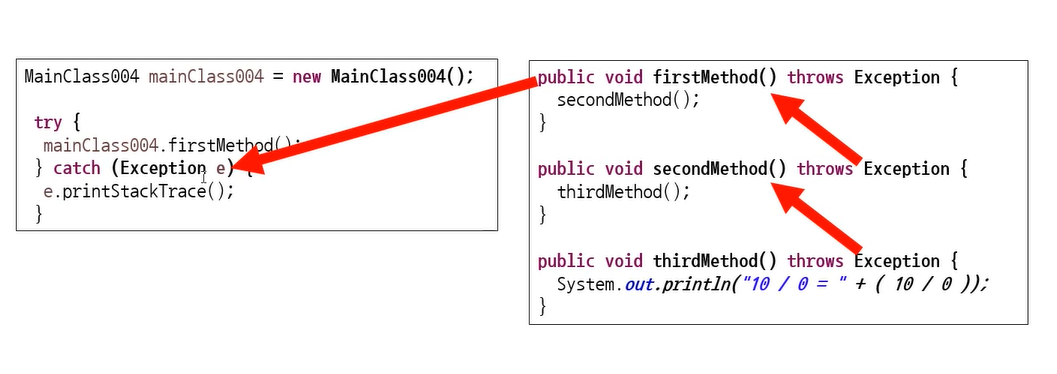 MainClass004 mainClass004 = new MainClass004();
try {
mainClass004.firstMethod();
} catch (Exception e) {
e.printStackTrace();
}
public void firstMethod() throws Exception {
secondMethod();
}
public void secondMethod() throws Exception {
thirdMethod();
}
public void thirdMethod() throws Exception {
System.out.println("10 / 0 = " + ( 10 / 0 ));
}